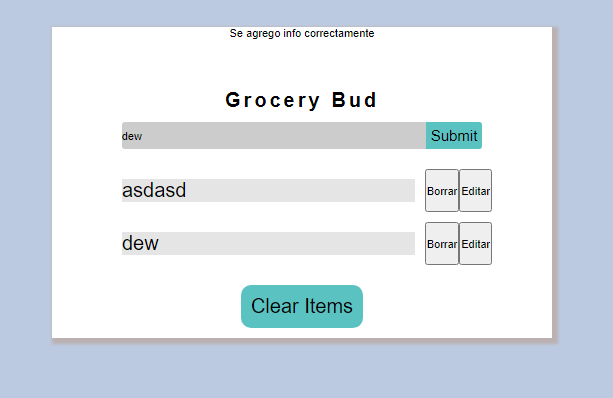 Se agrego info correctamente
Grocery Bud
dew Submit
asdasd Borrar Editar
dew Borrar Editar
Clear Items